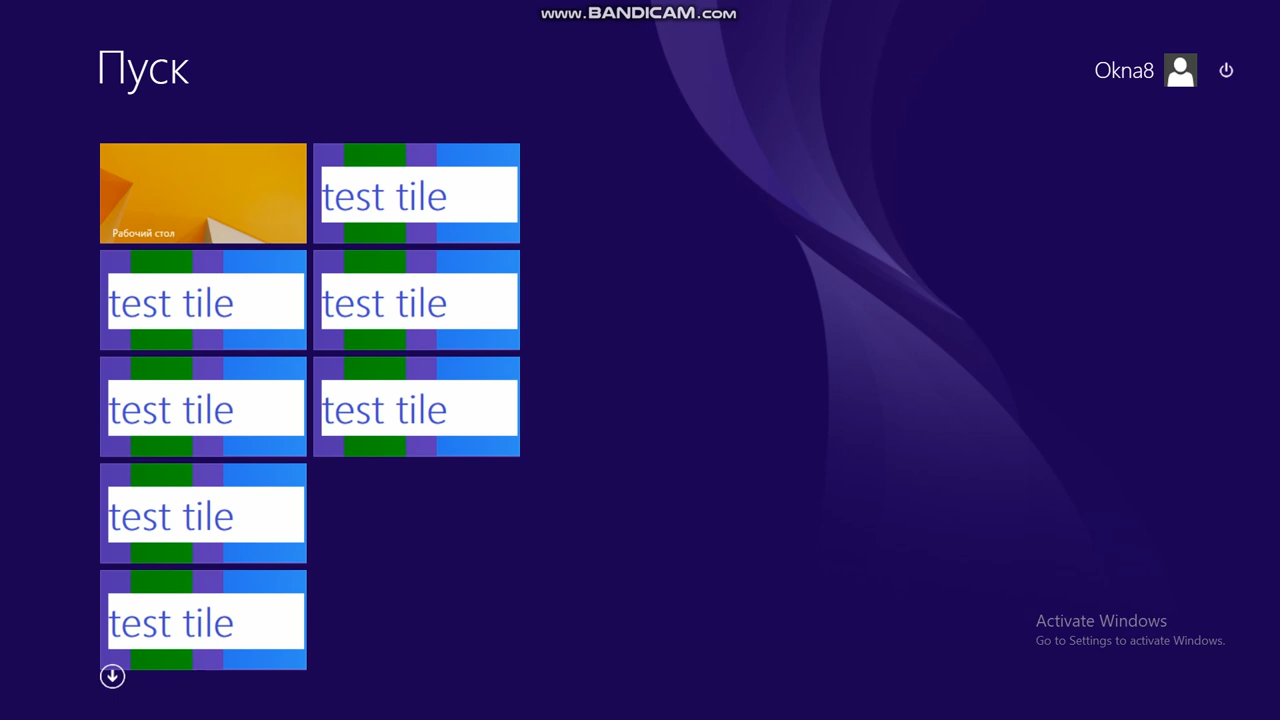 www.BANDICAM.com
Пуск
Okna8
Рабочий стол
test tile
test tile
test tile
test tile
test tile
test tile
test tile
Activate Windows
Go to Settings to activate Windows.